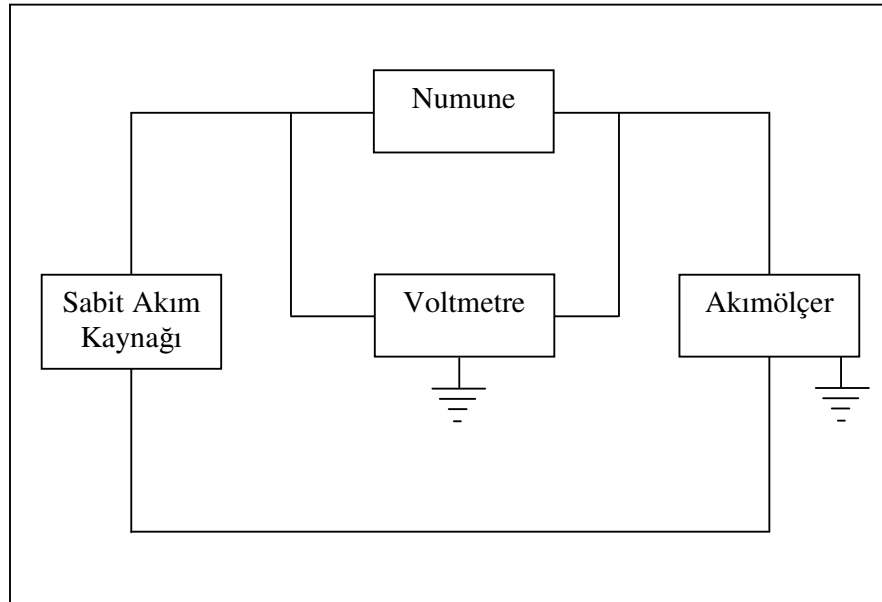 Numune
Sabit Akım
Kaynağı
Voltmetre
Akımölçer